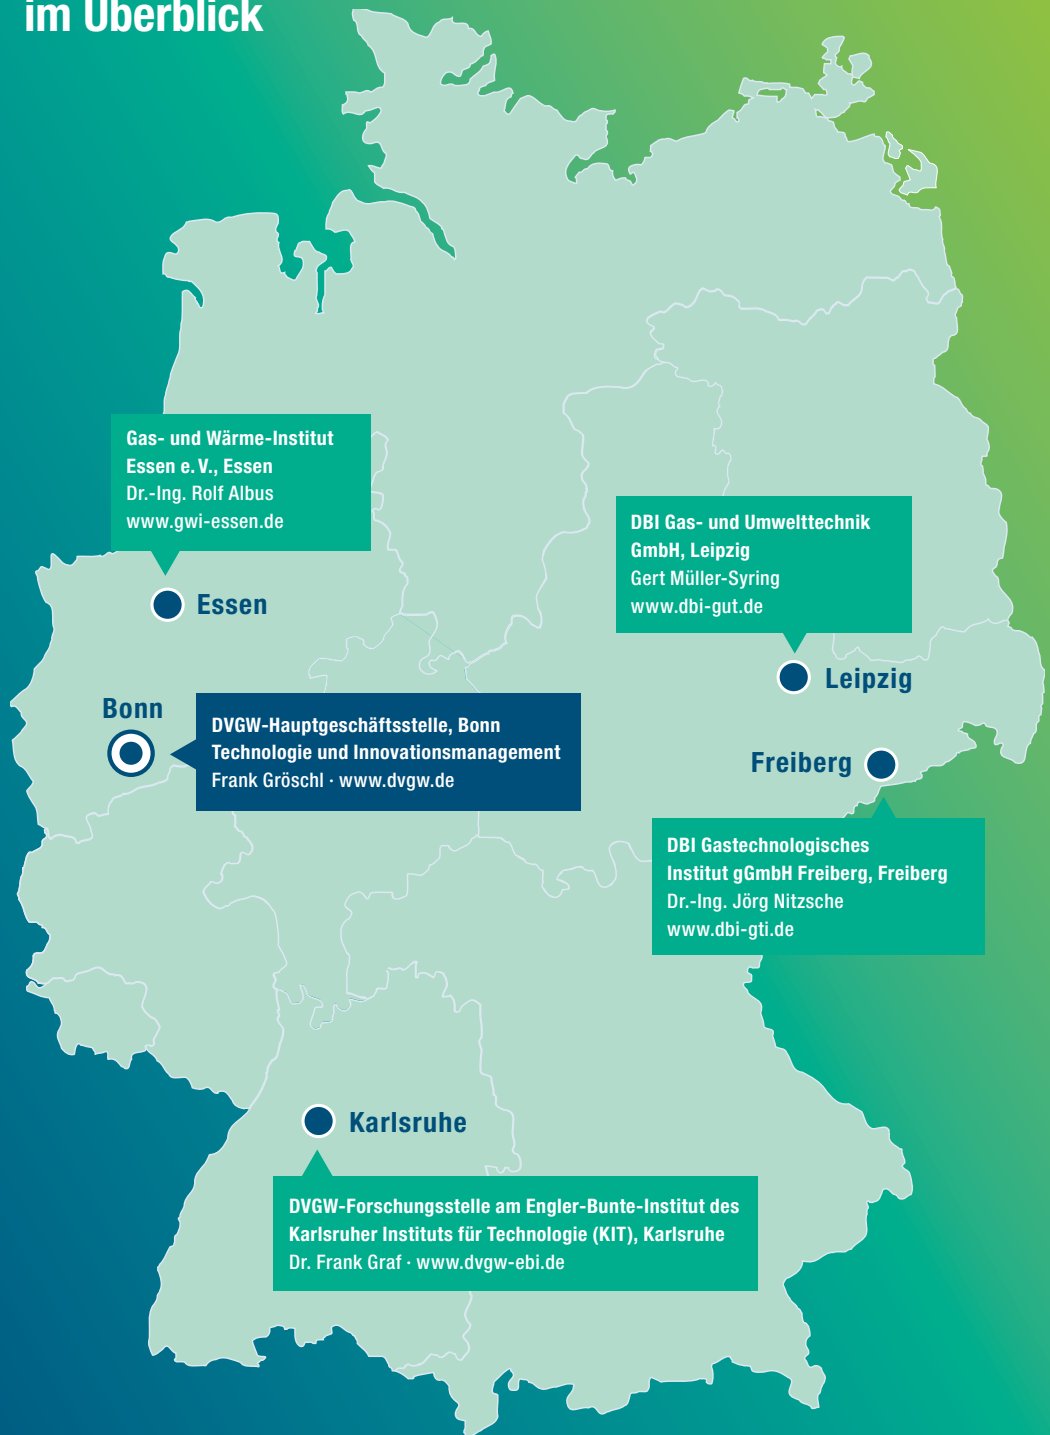 im Überblick
Gas- und Wärme-Institut
Essen e. V., Essen
Dr.-Ing. Rolf Albus
www.gwi-essen.de
Essen
DBI Gas- und Umwelttechnik
GmbH, Leipzig
Gert Müller-Syring
www.dbi-gut.de
Leipzig
Bonn
DVGW-Hauptgeschäftsstelle, Bonn
Technologie und Innovationsmanagement
Frank Gröschl · www.dvgw.de
Freiberg
DBI Gastechnologisches
Institut gGmbH Freiberg, Freiberg
Dr.-Ing. Jörg Nitzsche
www.dbi-gti.de
Karlsruhe
DVGW-Forschungsstelle am Engler-Bunte-Institut des
Karlsruher Instituts für Technologie (KIT), Karlsruhe
Dr. Frank Graf · www.dvgw-ebi.de